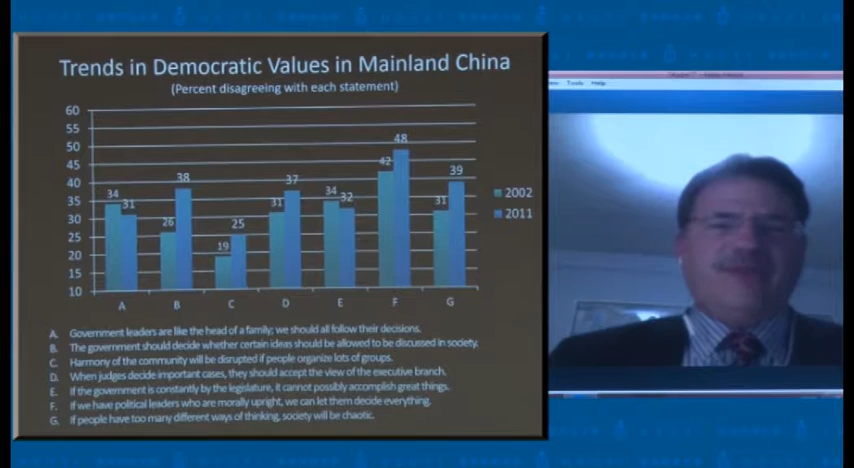 Trends in Democratic Values in Mainland China
(Percent disagreeing with each statement)
60
55
50
45
40
35
30
25
20
15
10
34 31
26 38
19 25
31 37
34 32
42 48
31 39
A B C D E F G
2002
2011
A. Government leaders are like the head of a family; we should all follow their decisions.
B. The government should decide whether certain ideas should be allowed to be discussed in society.
C. Harmony of the community will be disrupted if people organize lots of groups.
D. When judges decide important cases, they should accept the view of the executive branch.
E. If the government is constantly by the legislature, it cannot possibly accomplish great things.
F. If we have political leaders who are morally upright, we can let them decide everything.
G. If people have too many different ways of thinking, society will be chaotic.
Tools Help